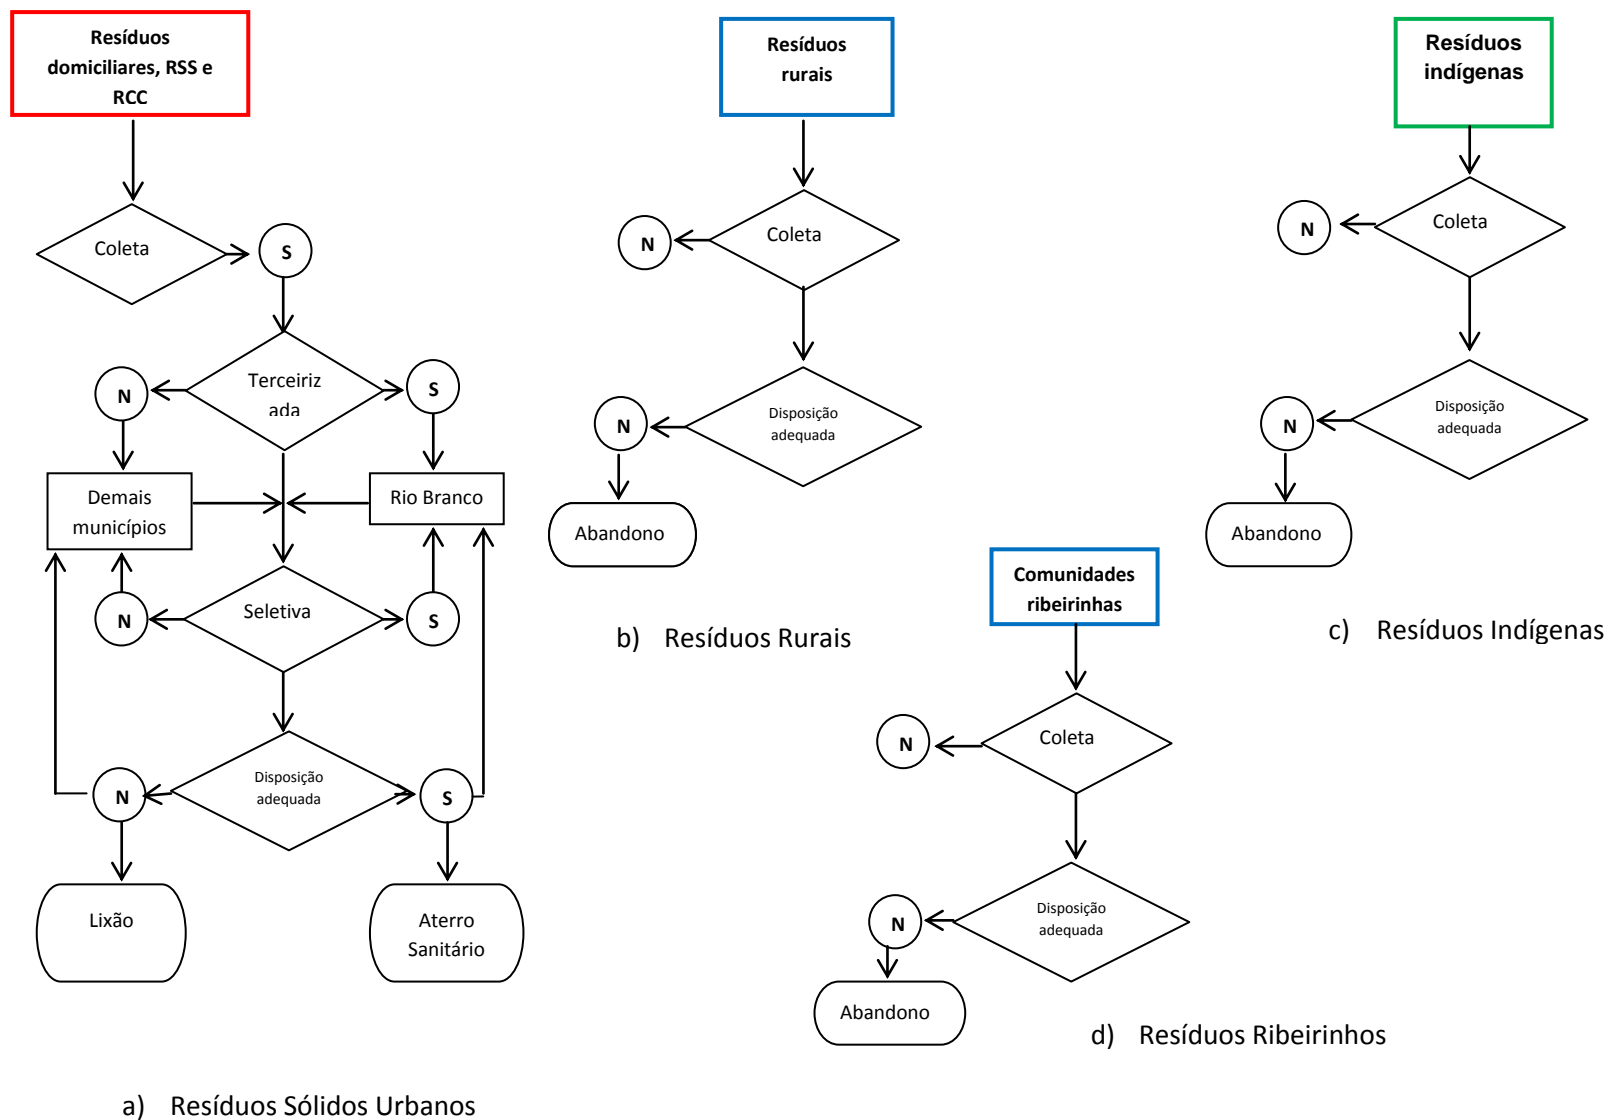 Resíduos
domiciliares, RSS e
RCC
Coleta
S
Terceiriz
ada
N
S
Demais
municípios
Rio Branco
Seletiva
N
S
Disposição
adequada
N
S
Lixão
Aterro
Sanitário
a) Resíduos Sólidos Urbanos
Resíduos
rurais
Coleta
N
Disposição
adequada
N
Abandono
b) Resíduos Rurais
Resíduos
indígenas
Coleta
N
Disposição
adequada
N
Abandono
c) Resíduos Indígenas
Comunidades
ribeirinhas
Coleta
N
Disposição
adequada
N
Abandono
d) Resíduos Ribeirinhos